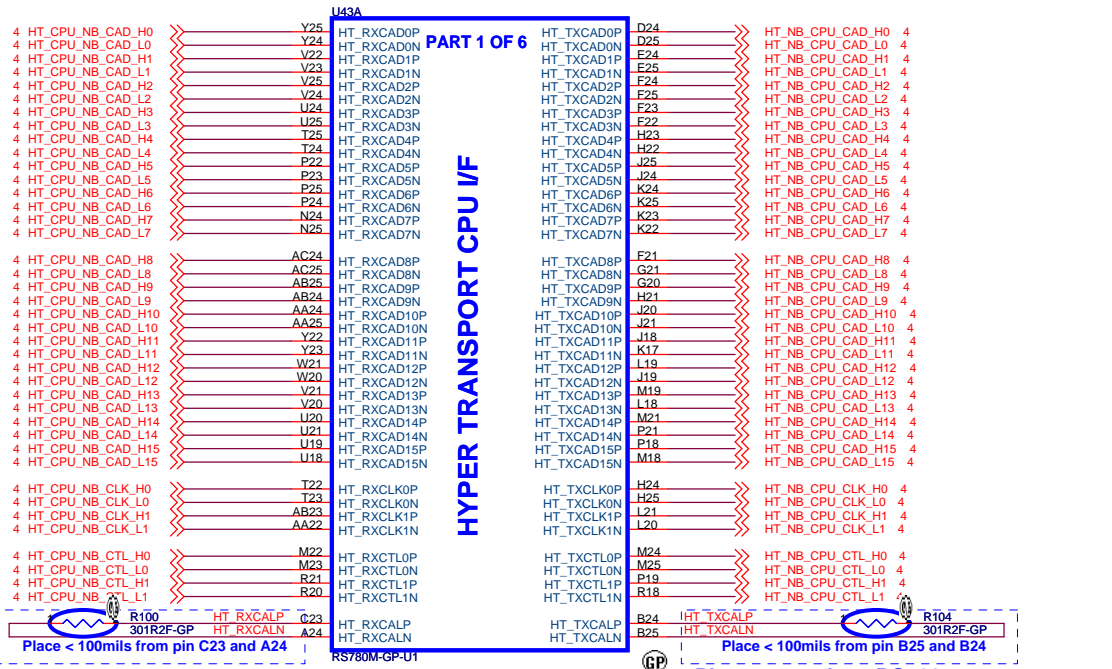 U43A
4 HT_CPU_NB_CAD_H0 Y25 HT_RXCAD0P PART 1 OF 6 HT_TXCAD0P D24 HT_NB_CPU_CAD_H0 4
4 HT_CPU_NB_CAD_L0 Y24 HT_RXCAD0N HT_TXCAD0N D25 HT_NB_CPU_CAD_L0 4
4 HT_CPU_NB_CAD_H1 V22 HT_RXCAD1P HT_TXCAD1P E24 HT_NB_CPU_CAD_H1 4
4 HT_CPU_NB_CAD_L1 V23 HT_RXCAD1N HT_TXCAD1N E25 HT_NB_CPU_CAD_L1 4
4 HT_CPU_NB_CAD_H2 V25 HT_RXCAD2P HT_TXCAD2P F24 HT_NB_CPU_CAD_H2 4
4 HT_CPU_NB_CAD_L2 V24 HT_RXCAD2N HT_TXCAD2N F25 HT_NB_CPU_CAD_L2 4
4 HT_CPU_NB_CAD_H3 U24 HT_RXCAD3P HT_TXCAD3P F23 HT_NB_CPU_CAD_H3 4
4 HT_CPU_NB_CAD_L3 U25 HT_RXCAD3N HT_TXCAD3N F22 HT_NB_CPU_CAD_L3 4
4 HT_CPU_NB_CAD_H4 T25 HT_RXCAD4P HT_TXCAD4P H23 HT_NB_CPU_CAD_H4 4
4 HT_CPU_NB_CAD_L4 T24 HT_RXCAD4N HT_TXCAD4N H22 HT_NB_CPU_CAD_L4 4
4 HT_CPU_NB_CAD_H5 P22 HT_RXCAD5P HT_TXCAD5P J25 HT_NB_CPU_CAD_H5 4
4 HT_CPU_NB_CAD_L5 P23 HT_RXCAD5N HT_TXCAD5N J24 HT_NB_CPU_CAD_L5 4
4 HT_CPU_NB_CAD_H6 P25 HT_RXCAD6P HT_TXCAD6P K24 HT_NB_CPU_CAD_H6 4
4 HT_CPU_NB_CAD_L6 P24 HT_RXCAD6N HT_TXCAD6N K25 HT_NB_CPU_CAD_L6 4
4 HT_CPU_NB_CAD_H7 N24 HT_RXCAD7P HT_TXCAD7P K23 HT_NB_CPU_CAD_H7 4
4 HT_CPU_NB_CAD_L7 N25 HT_RXCAD7N HT_TXCAD7N K22 HT_NB_CPU_CAD_L7 4
HYPER TRANSPORT CPU I/F
4 HT_CPU_NB_CAD_H8 AC24 HT_RXCAD8P HT_TXCAD8P F21 HT_NB_CPU_CAD_H8 4
4 HT_CPU_NB_CAD_L8 AC25 HT_RXCAD8N HT_TXCAD8N G21 HT_NB_CPU_CAD_L8 4
4 HT_CPU_NB_CAD_H9 AB25 HT_RXCAD9P HT_TXCAD9P G20 HT_NB_CPU_CAD_H9 4
4 HT_CPU_NB_CAD_L9 AB24 HT_RXCAD9N HT_TXCAD9N H21 HT_NB_CPU_CAD_L9 4
4 HT_CPU_NB_CAD_H10 AA24 HT_RXCAD10P HT_TXCAD10P J20 HT_NB_CPU_CAD_H10 4
4 HT_CPU_NB_CAD_L10 AA25 HT_RXCAD10N HT_TXCAD10N J21 HT_NB_CPU_CAD_L10 4
4 HT_CPU_NB_CAD_H11 Y22 HT_RXCAD11P HT_TXCAD11P J18 HT_NB_CPU_CAD_H11 4
4 HT_CPU_NB_CAD_L11 Y23 HT_RXCAD11N HT_TXCAD11N K17 HT_NB_CPU_CAD_L11 4
4 HT_CPU_NB_CAD_H12 W21 HT_RXCAD12P HT_TXCAD12P L19 HT_NB_CPU_CAD_H12 4
4 HT_CPU_NB_CAD_L12 W20 HT_RXCAD12N HT_TXCAD12N J19 HT_NB_CPU_CAD_L12 4
4 HT_CPU_NB_CAD_H13 V21 HT_RXCAD13P HT_TXCAD13P M19 HT_NB_CPU_CAD_H13 4
4 HT_CPU_NB_CAD_L13 V20 HT_RXCAD13N HT_TXCAD13N L18 HT_NB_CPU_CAD_L13 4
4 HT_CPU_NB_CAD_H14 U20 HT_RXCAD14P HT_TXCAD14P M21 HT_NB_CPU_CAD_H14 4
4 HT_CPU_NB_CAD_L14 U21 HT_RXCAD14N HT_TXCAD14N P21 HT_NB_CPU_CAD_L14 4
4 HT_CPU_NB_CAD_H15 U19 HT_RXCAD15P HT_TXCAD15P P18 HT_NB_CPU_CAD_H15 4
4 HT_CPU_NB_CAD_L15 U18 HT_RXCAD15N HT_TXCAD15N M18 HT_NB_CPU_CAD_L15 4
4 HT_CPU_NB_CLK_H0 T22 HT_RXCLK0P HT_TXCLK0P H24 HT_NB_CPU_CLK_H0 4
4 HT_CPU_NB_CLK_L0 T23 HT_RXCLK0N HT_TXCLK0N H25 HT_NB_CPU_CLK_L0 4
4 HT_CPU_NB_CLK_H1 AB23 HT_RXCLK1P HT_TXCLK1P L21 HT_NB_CPU_CLK_H1 4
4 HT_CPU_NB_CLK_L1 AA22 HT_RXCLK1N HT_TXCLK1N L20 HT_NB_CPU_CLK_L1 4
4 HT_CPU_NB_CTL_H0 M22 HT_RXCTL0P HT_TXCTL0P M24 HT_NB_CPU_CTL_H0 4
4 HT_CPU_NB_CTL_L0 M23 HT_RXCTL0N HT_TXCTL0N M25 HT_NB_CPU_CTL_L0 4
4 HT_CPU_NB_CTL_H1 R21 HT_RXCTL1P HT_TXCTL1P P19 HT_NB_CPU_CTL_H1 4
4 HT_CPU_NB_CTL_L1 R20 HT_RXCTL1N HT_TXCTL1N R18 HT_NB_CPU_CTL_L1
R100 HT_RXCALP C23 HT_RXCALP HT_TXCALP B24 HT_TXCALP R104
301R2F-GP HT_RXCALN A24 HT_RXCALN HT_TXCALN B25 HT_TXCALN 301R2F-GP
Place < 100mils from pin C23 and A24 Place < 100mils from pin B25 and B24
RS780M-GP-U1
GP